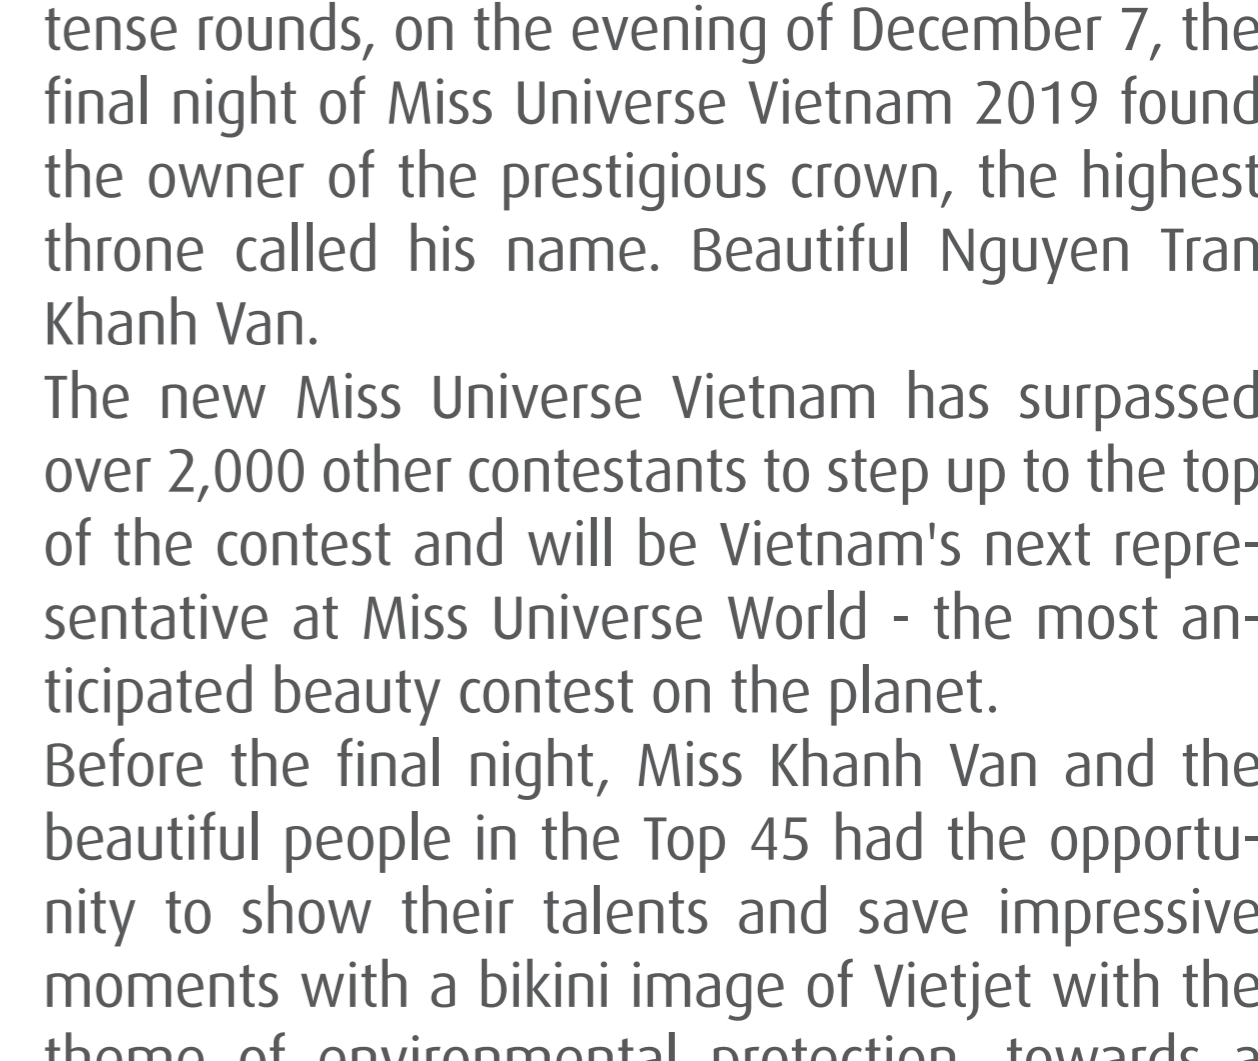 tense rounds, on the evening of December 7, the
final night of Miss Universe Vietnam 2019 found
the owner of the prestigious crown, the highest
throne called his name. Beautiful Nguyen Tran
Khanh Van.
The new Miss Universe Vietnam has surpassed
over 2,000 other contestants to step up to the top
of the contest and will be Vietnam's next repre-
sentative at Miss Universe World - the most an-
ticipated beauty contest on the planet.
Before the final night, Miss Khanh Van and the
beautiful people in the Top 45 had the opportu-
nity to show their talents and save impressive
moments with a bikini image of Vietjet with the
theme of environmental protection, towards a